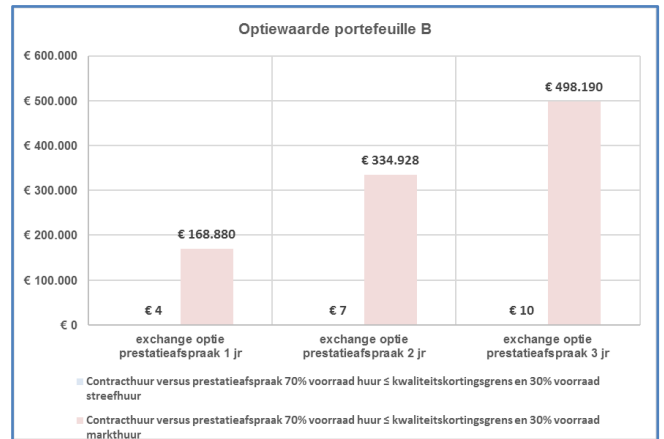 Optiewaarde portefeuille B
€ 600.000
€ 500.000
€ 400.000
€ 300.000
€ 200.000
€ 100.000
€ 0
€ 4
€ 168.880
€ 7
€ 334.928
€ 10
€ 498.190
exchange optie
prestatieafspraak 1 jr
exchange optie
prestatieafspraak 2 jr
exchange optie
prestatieafspraak 3 jr
Contracthuur versus prestatieafspraak 70% voorraad huur ≤ kwaliteitskortingsgrens en 30% voorraad
streefhuur
Contracthuur versus prestatieafspraak 70% voorraad huur ≤ kwaliteitskortingsgrens en 30% voorraad
markthuur